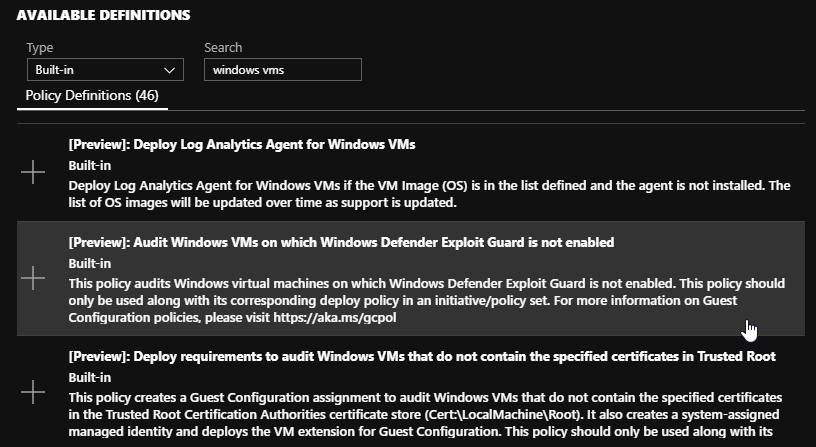 AVAILABLE DEFINITIONS
Type
Search
Built-in
windows vms
Policy Definitions (46)
[Preview]: Deploy Log Analytics Agent for Windows VMs
Built-in
Deploy Log Analytics Agent for Windows VMs if the VM Image (OS) is in the list defined and the agent is not installed. The
list of OS images will be updated over time as support is updated.
[Preview]: Audit Windows VMs on which Windows Defender Exploit Guard is not enabled
Built-in
This policy audits Windows virtual machines on which Windows Defender Exploit Guard is not enabled. This policy should
only be used along with its corresponding deploy policy in an initiative/policy set. For more information on Guest
Configuration policies, please visit https://aka.ms/gcpol
[Preview]: Deploy requirements to audit Windows VMs that do not contain the specified certificates in Trusted Root
Built-in
This policy creates a Guest Configuration assignment to audit Windows VMs that do not contain the specified certificates
in the Trusted Root Certification Authorities certificate store (Cert:\LocalMachine\Root). It also creates a system-assigned
managed identity and deploys the VM extension for Guest Configuration. This policy should only be used along with its